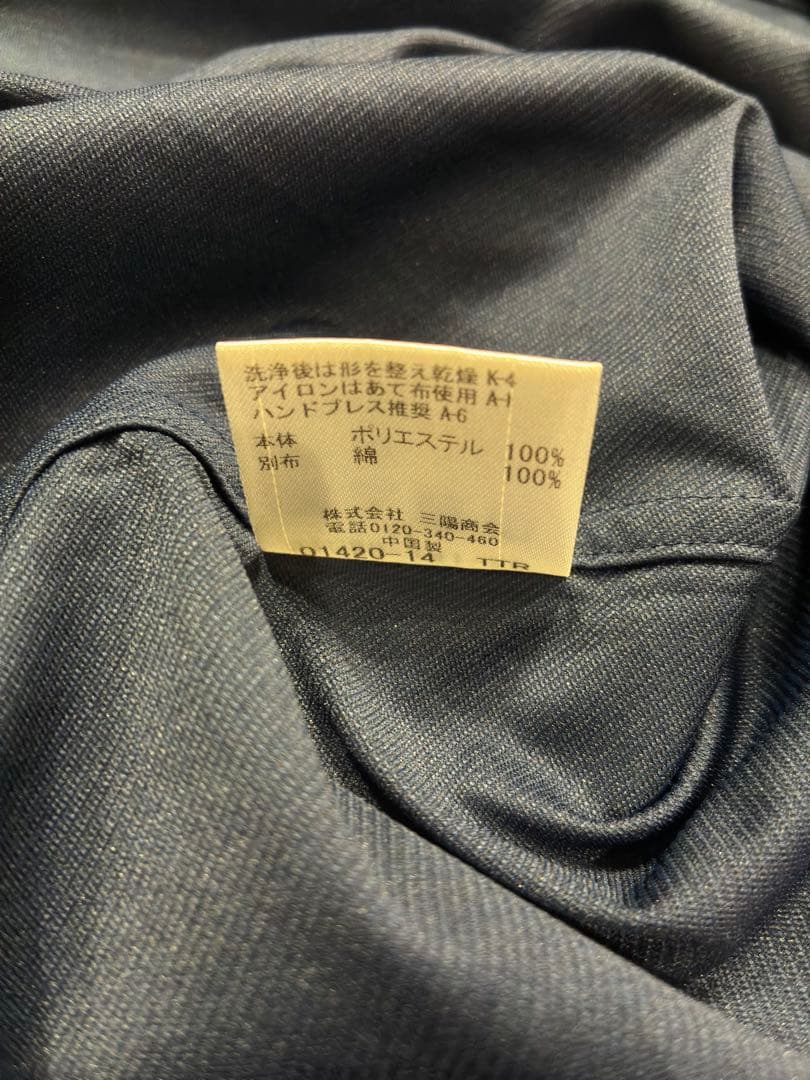 洗浄後は形を整え乾燥 K-4
アイロンはあて布使用 A-1
ハンドプレス推奨 A-6
本体 ポリエステル 100%
別布 綿 100%
株式会社 三陽商会
電話0120-340-460
中国製
01420-14 TTR